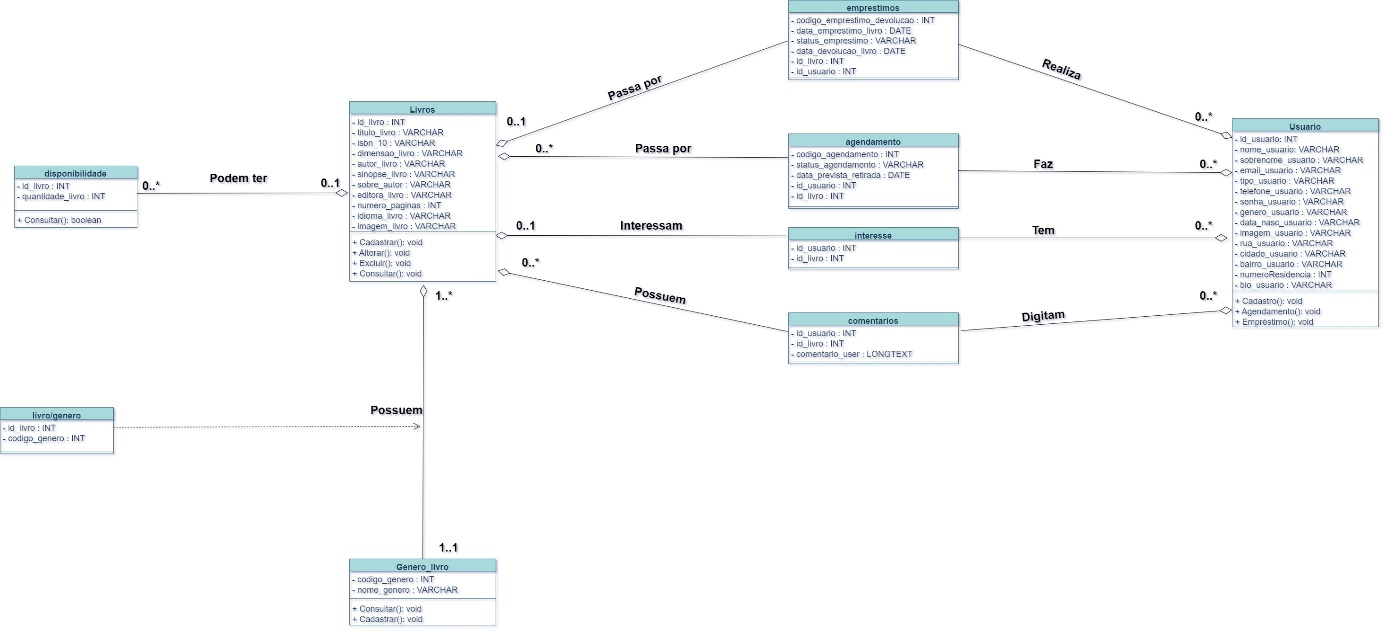 emprestimos
- codigo_emprestimo_devolucao : INT
- data_emprestimo_livro : DATE
- status_emprestimo : VARCHAR
- data_devolucao_livro : DATE
- id_livro : INT
- id_usuario : INT
Passa por
Realiza
0..1
0..*
Livros
- id_livro : INT
- titulo_livro : VARCHAR
- isbn_10 : VARCHAR
- dimensao_livro : VARCHAR
- autor_livro : VARCHAR
- sinopse_livro : VARCHAR
- sobre_autor : VARCHAR
- editora_livro : VARCHAR
- numero_paginas : INT
- idioma_livro : VARCHAR
- imagem_livro : VARCHAR
+ Cadastrar(): void
+ Alterar(): void
+ Excluir(): void
+ Consultar(): void
0..*
Passa por
agendamento
- codigo_agendamento : INT
- status_agendamento : VARCHAR
- data_prevista_retirada : DATE
- id_usuario : INT
- id_livro : INT
Faz
0..*
Usuario
- id_usuario: INT
- nome_usuario: VARCHAR
- sobrenome_usuario : VARCHAR
- email_usuario : VARCHAR
- tipo_usuario : VARCHAR
- telefone_usuario : VARCHAR
- senha_usuario : VARCHAR
- genero_usuario : VARCHAR
- data_nasc_usuario : VARCHAR
- imagem_usuario : VARCHAR
- rua_usuario : VARCHAR
- cidade_usuario : VARCHAR
- bairro_usuario : VARCHAR
- numeroResidencia : INT
- bio_usuario : VARCHAR
+ Cadastro(): void
+ Agendamento(): void
+ Emprestimo(): void
disponibilidade
- id_livro : INT
- quantidade_livro : INT
+ Consultar(): boolean
0..*
Podem ter
0..1
0..1
Interessam
interesse
- id_usuario : INT
- id_livro : INT
Tem
0..*
0..*
Possuem
comentarios
- id_usuario : INT
- id_livro : INT
- comentario_user : LONGTEXT
Digitam
0..*
1..*
livro/genero
- id_livro : INT
- codigo_genero : INT
Possuem
1..1
Genero_livro
- codigo_genero : INT
- nome_genero : VARCHAR
+ Consultar(): void
+ Cadastrar(): void